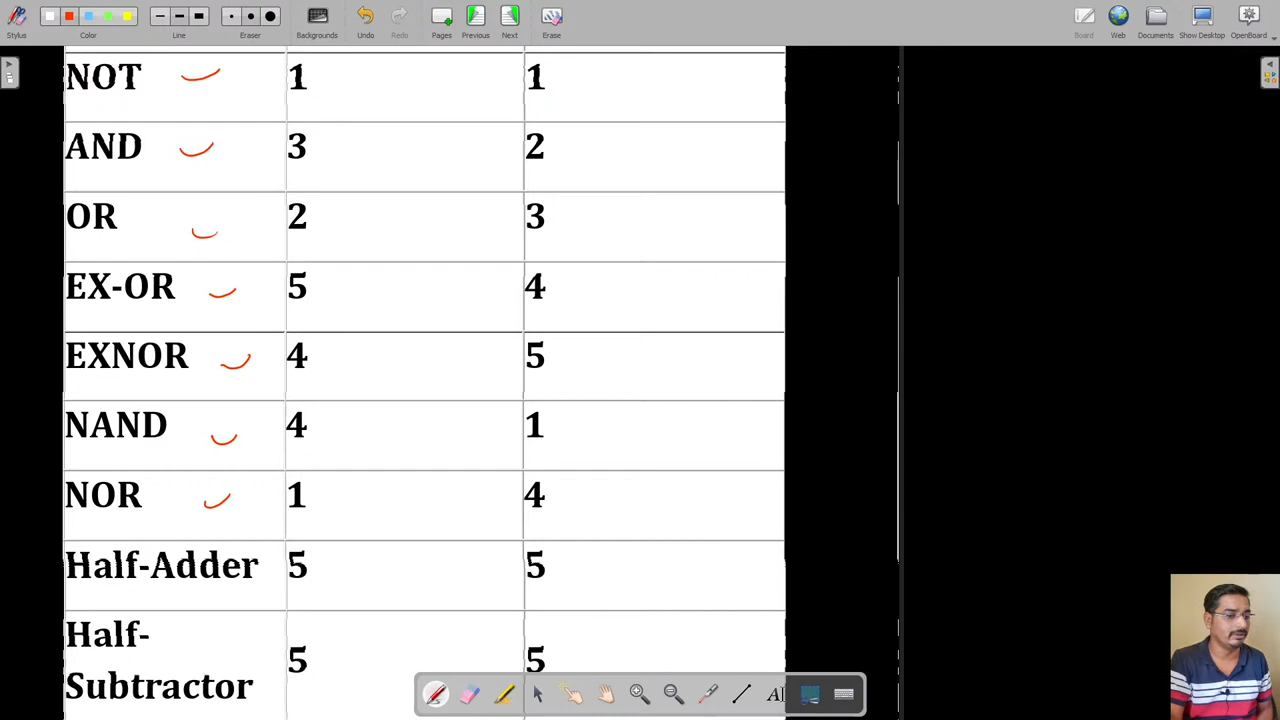 Stylus Color Line Eraser Backgrounds Undo Redo Pages Previous Next Erase Board Web Documents Show Desktop OpenBoard
NOT 1 1
AND 3 2
OR 2 3
EX-OR 5 4
EXNOR 4 5
NAND 4 1
NOR 1 4
Half-Adder 5 5
Half-
Subtractor 5 5